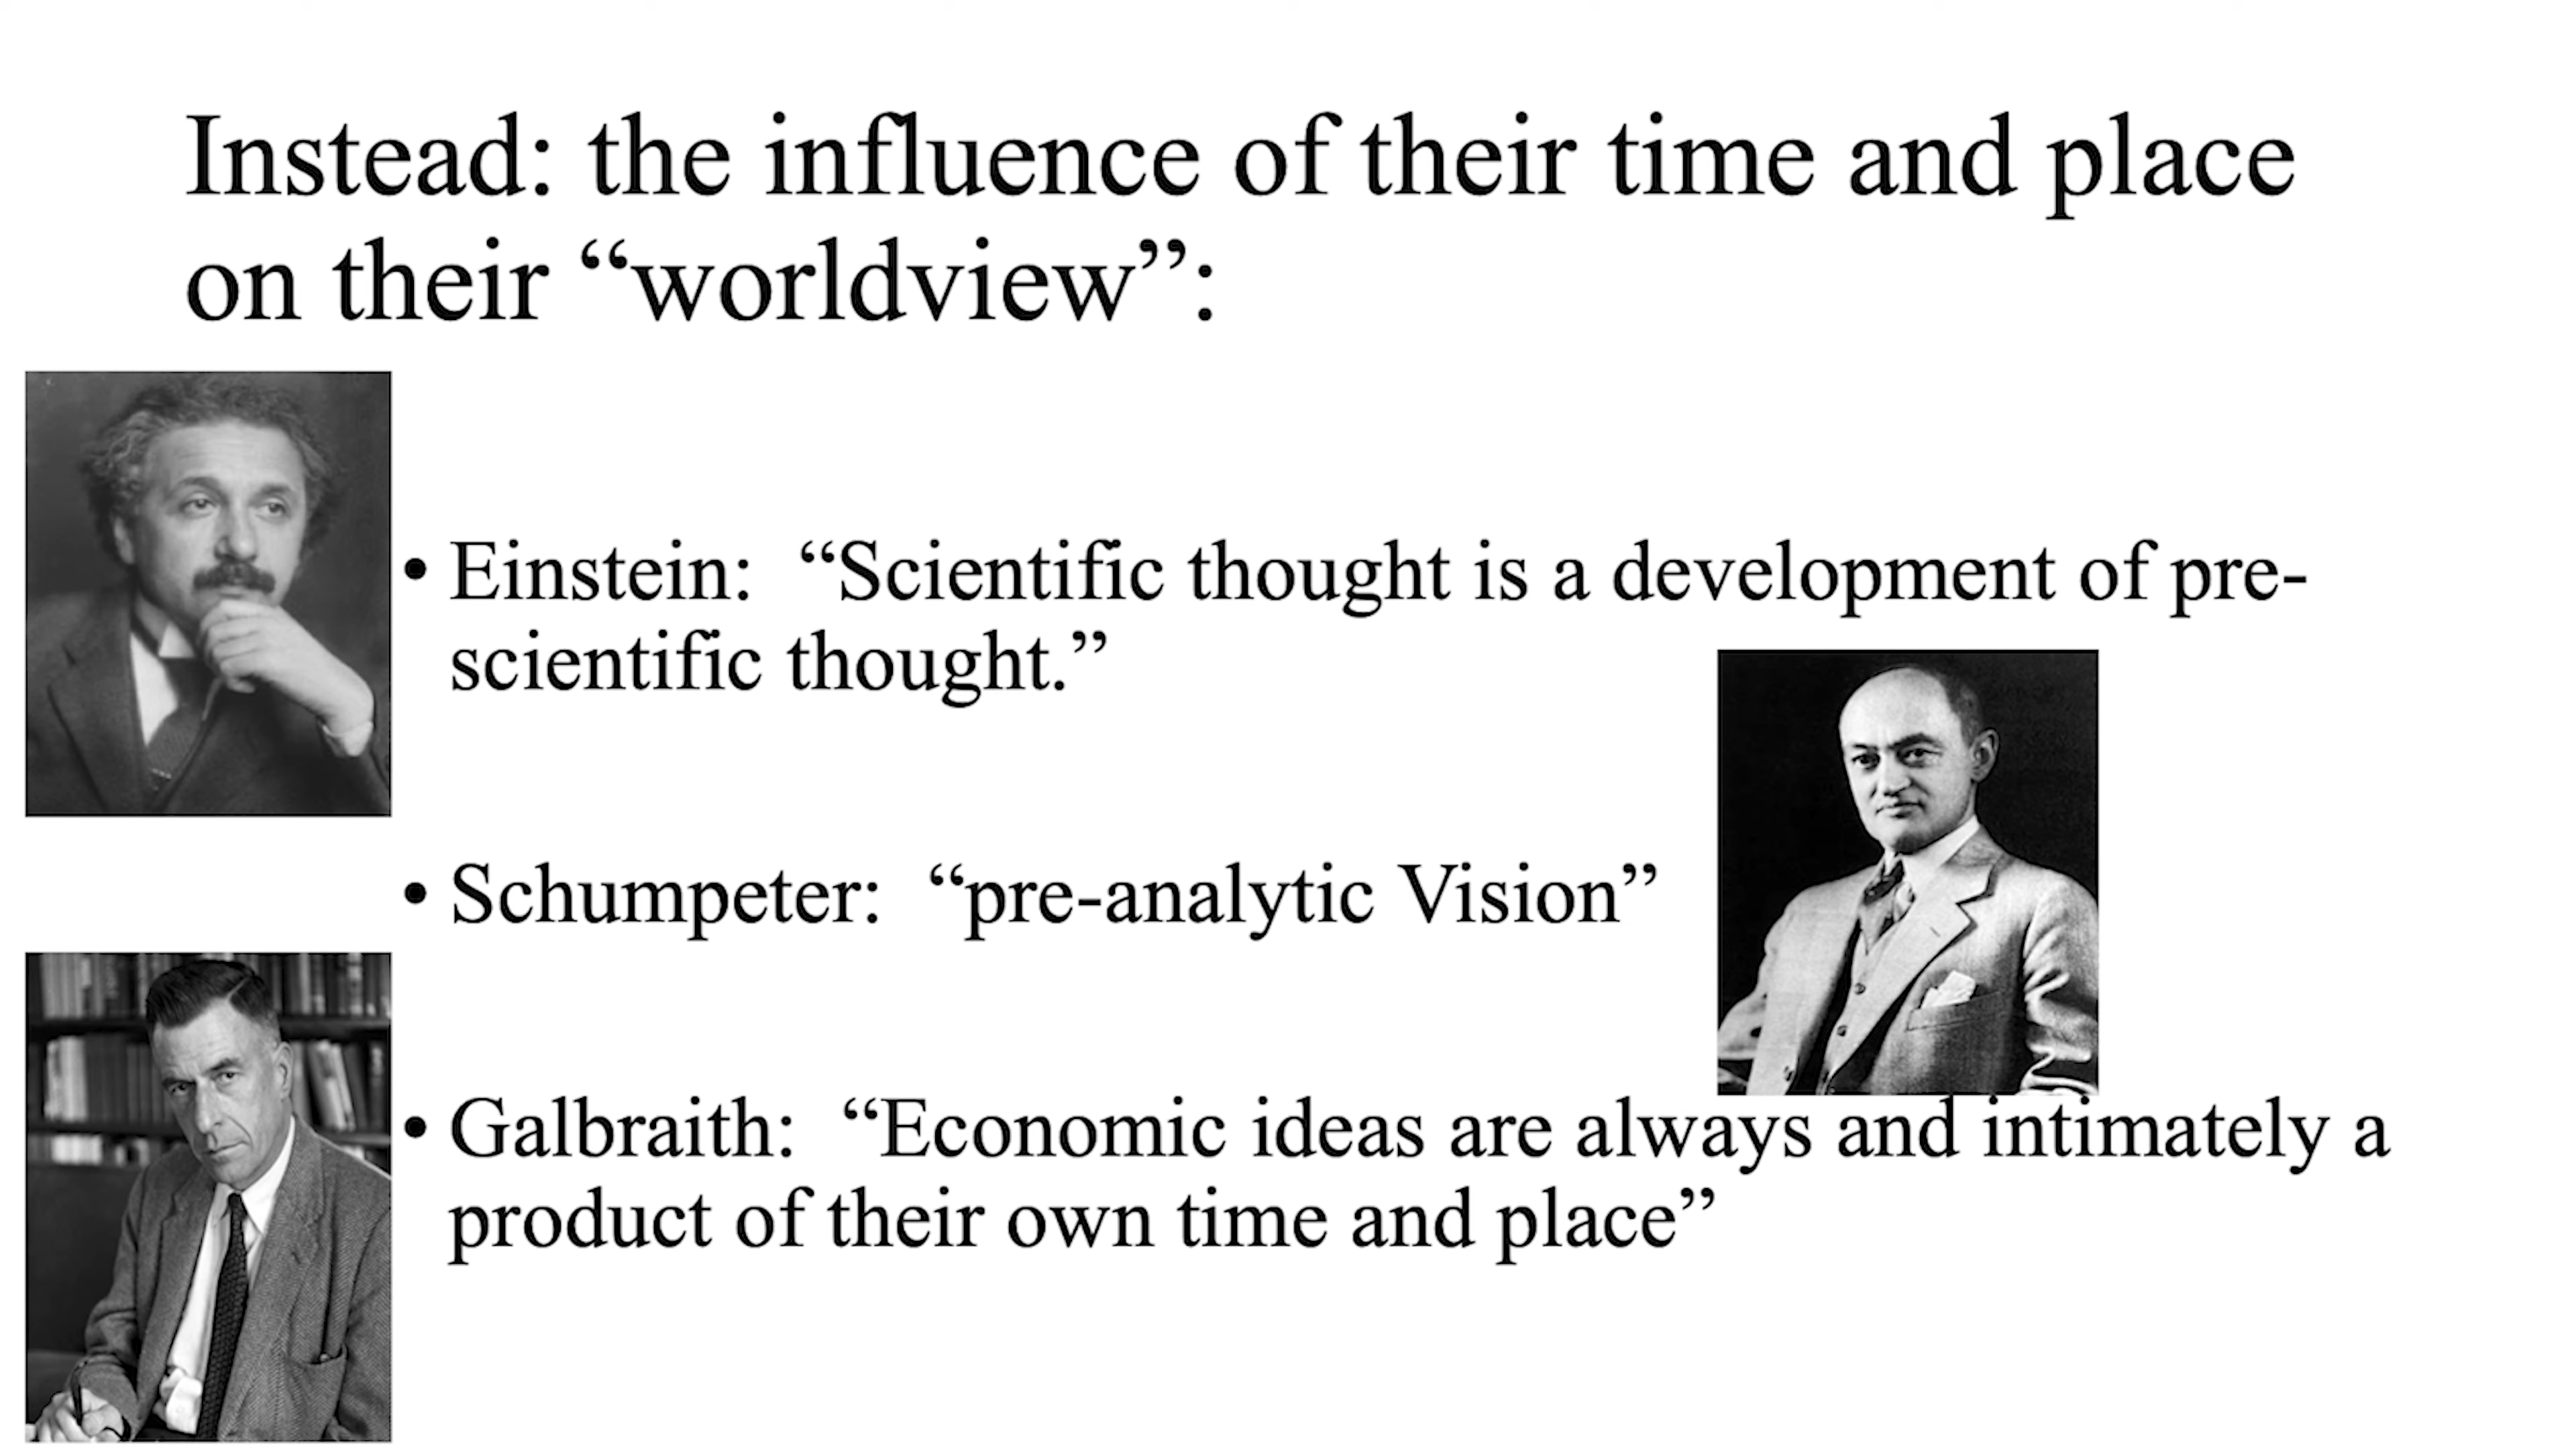 Instead: the influence of their time and place
on their “worldview”:
• Einstein:  “Scientific thought is a development of pre-
scientific thought.”
• Schumpeter:  “pre-analytic Vision”
• Galbraith:  “Economic ideas are always and intimately a
product of their own time and place”